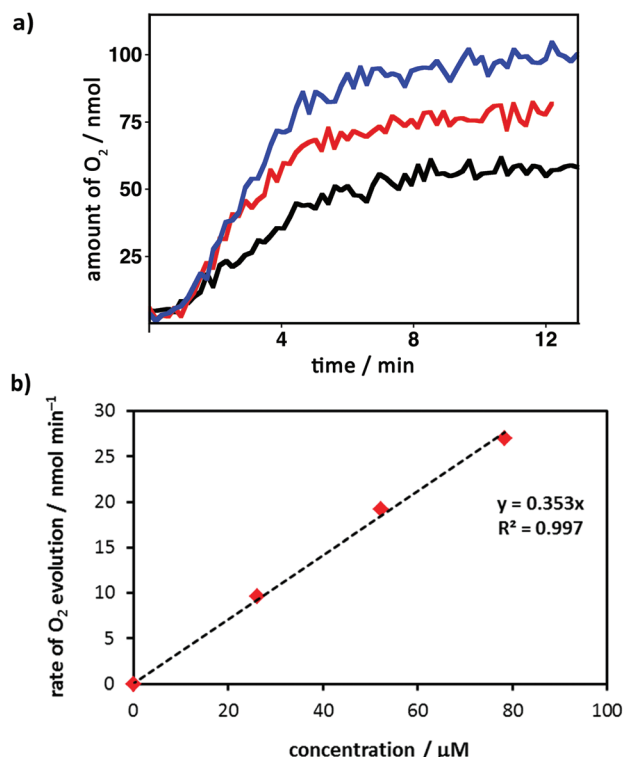 a)
amount of O₂ / nmol
100
75
50
25
4
8
12
time / min
b)
rate of O₂ evolution / nmol min⁻¹
30
25
20
15
10
5
0
y = 0.353x
R² = 0.997
0
20
40
60
80
100
concentration / µM